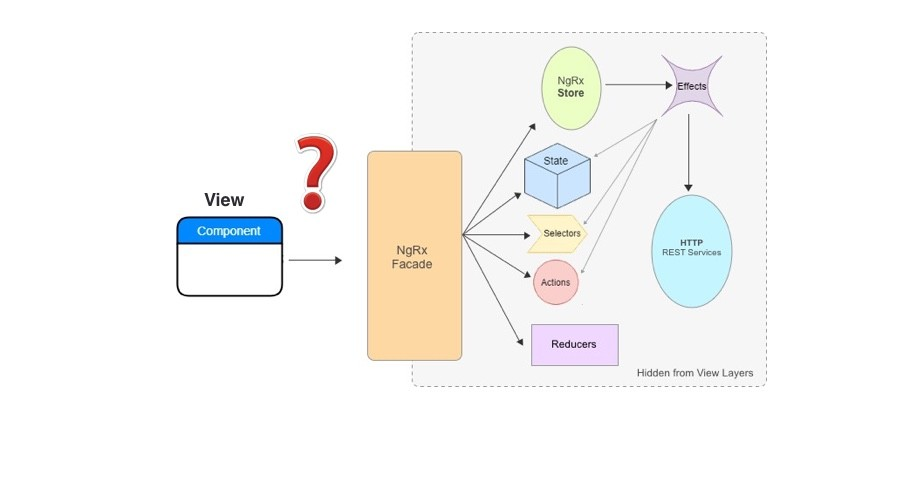 View
Component
?
NgRx
Facade
NgRx
Store
Effects
State
Selectors
Actions
Reducers
HTTP
REST Services
Hidden from View Layers